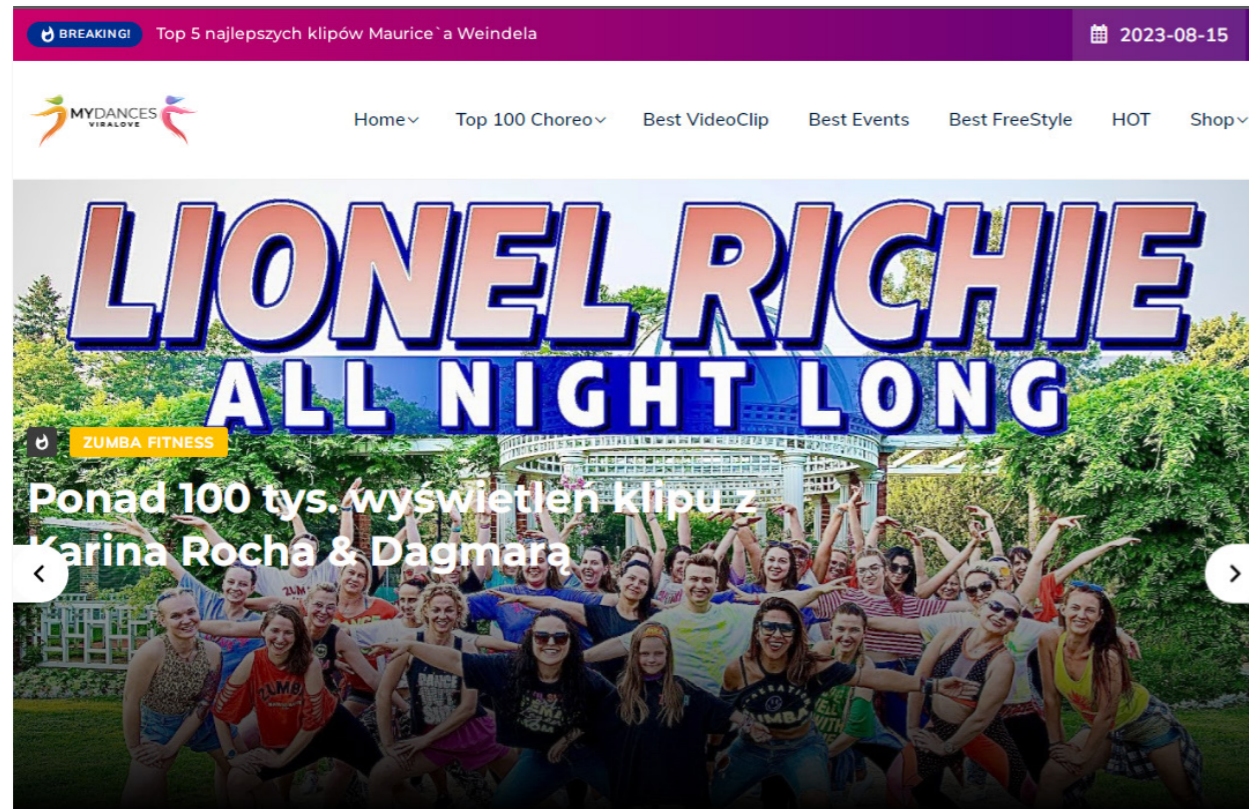 BREAKING! Top 5 najlepszych klipów Maurice`a Weindela 2023-08-15
MYDANCES
VIRALOVE
Home Top 100 Choreo Best VideoClip Best Events Best FreeStyle HOT Shop
LIONEL RICHIE
ALL NIGHT LONG
ZUMBA FITNESS
Ponad 100 tys. wyświetleń klipu z
Karina Rocha & Dagmarą
ZUMBA